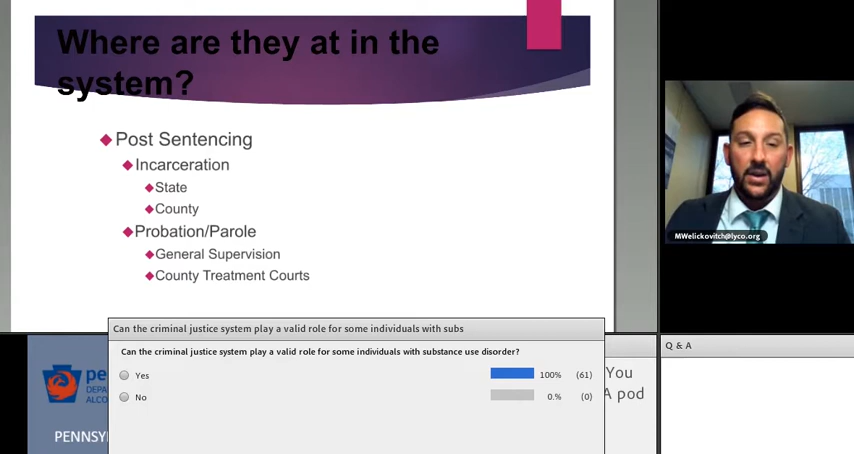 Where are they at in the
system?
Post Sentencing
Incarceration
State
County
Probation/Parole
General Supervision
County Treatment Courts
MWelickovitch@lyco.org
Can the criminal justice system play a valid role for some individuals with subs
Can the criminal justice system play a valid role for some individuals with substance use disorder?
Yes 100% (61)
No 0.% (0)
pe
DEPA
ALCO
PENNSY
You
A pod
Q & A